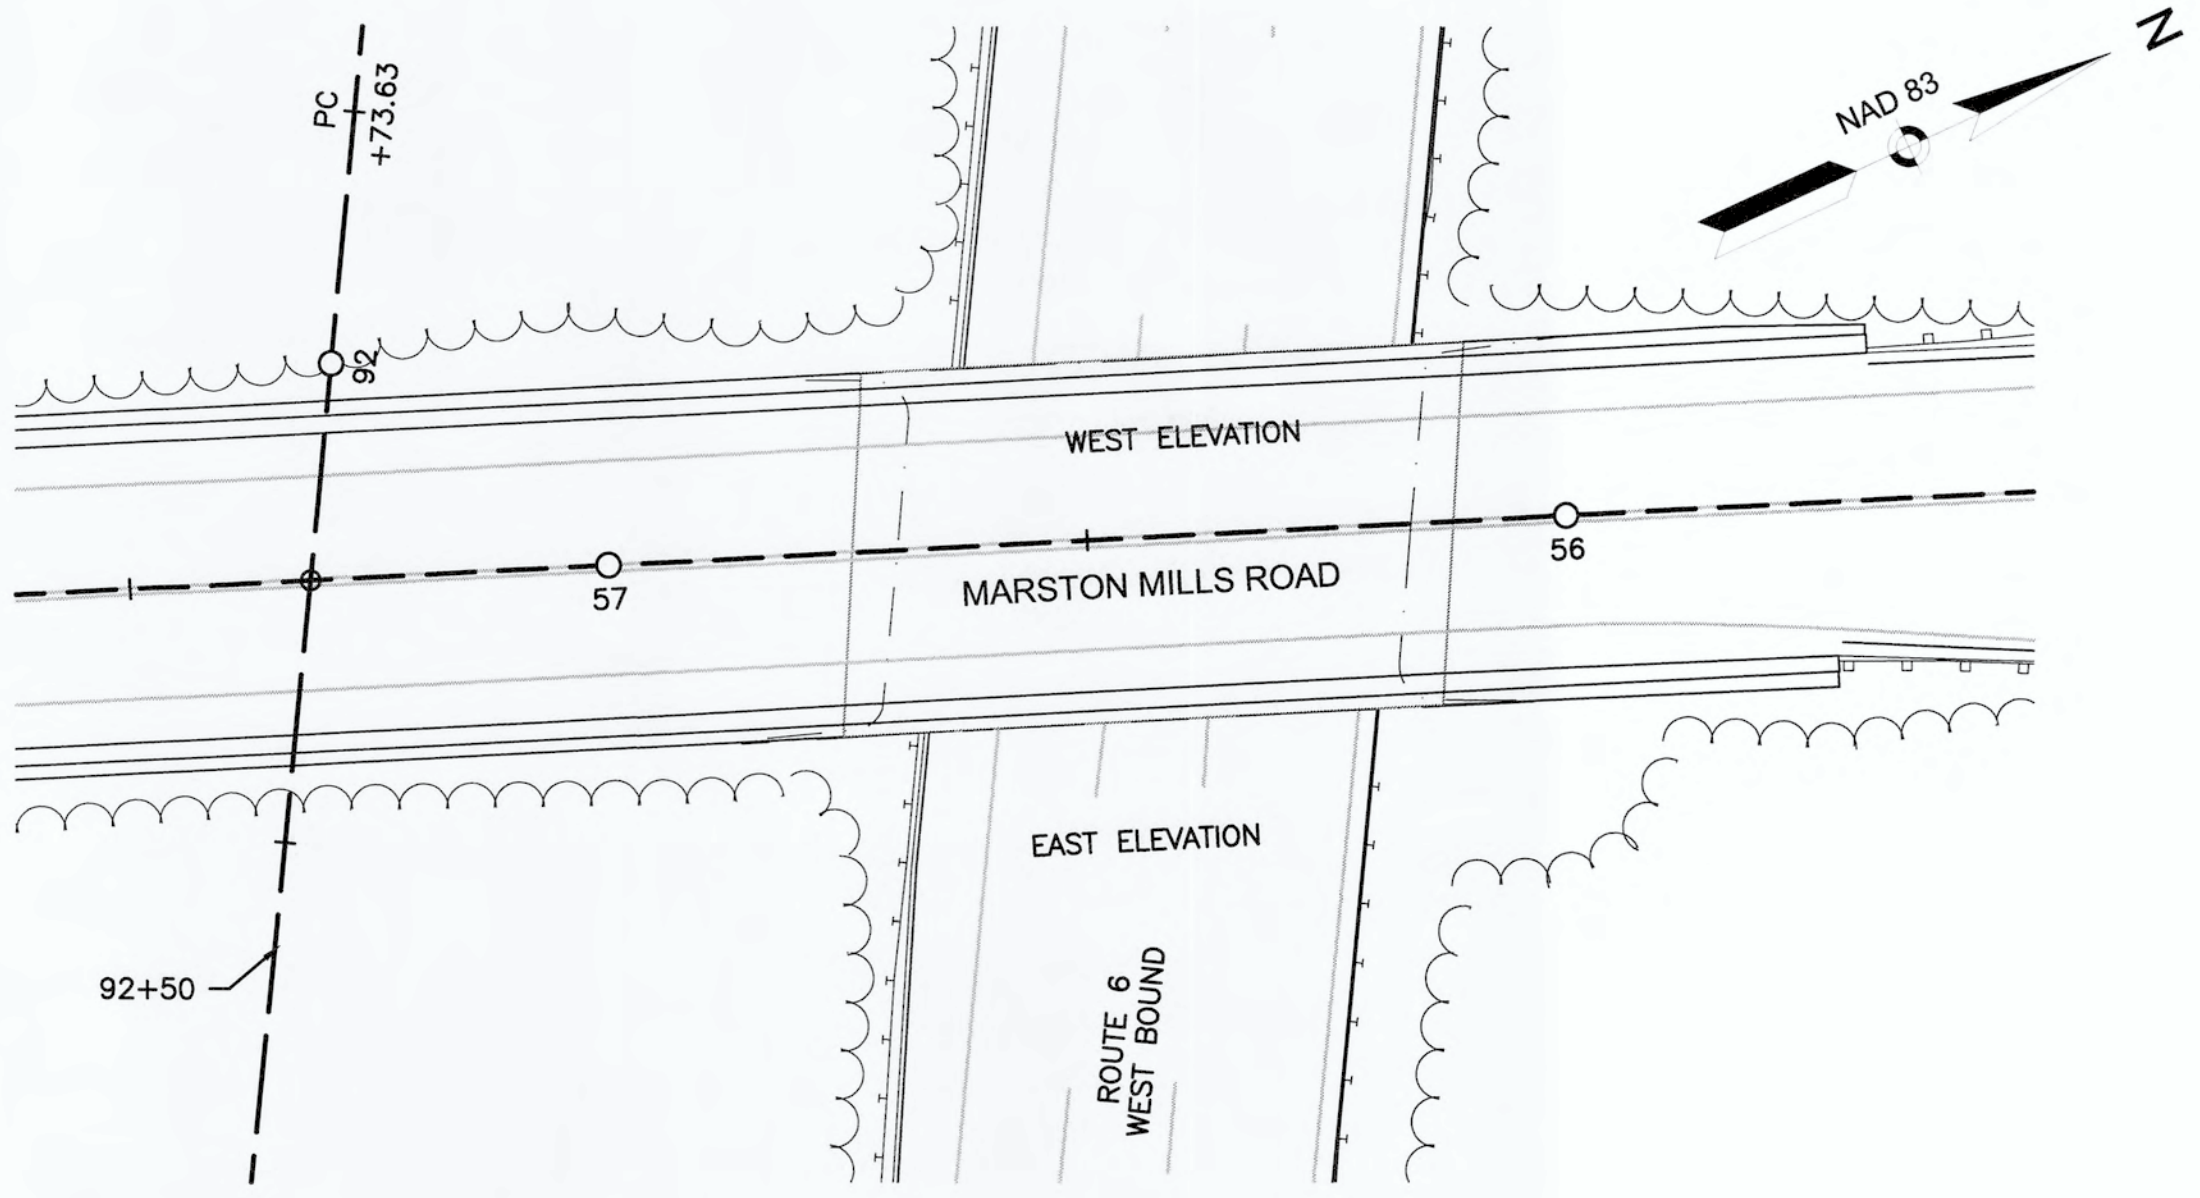 PC
+73.63
NAD 83
N
92
WEST ELEVATION
57
MARSTON MILLS ROAD
56
EAST ELEVATION
92+50
ROUTE 6
WEST BOUND